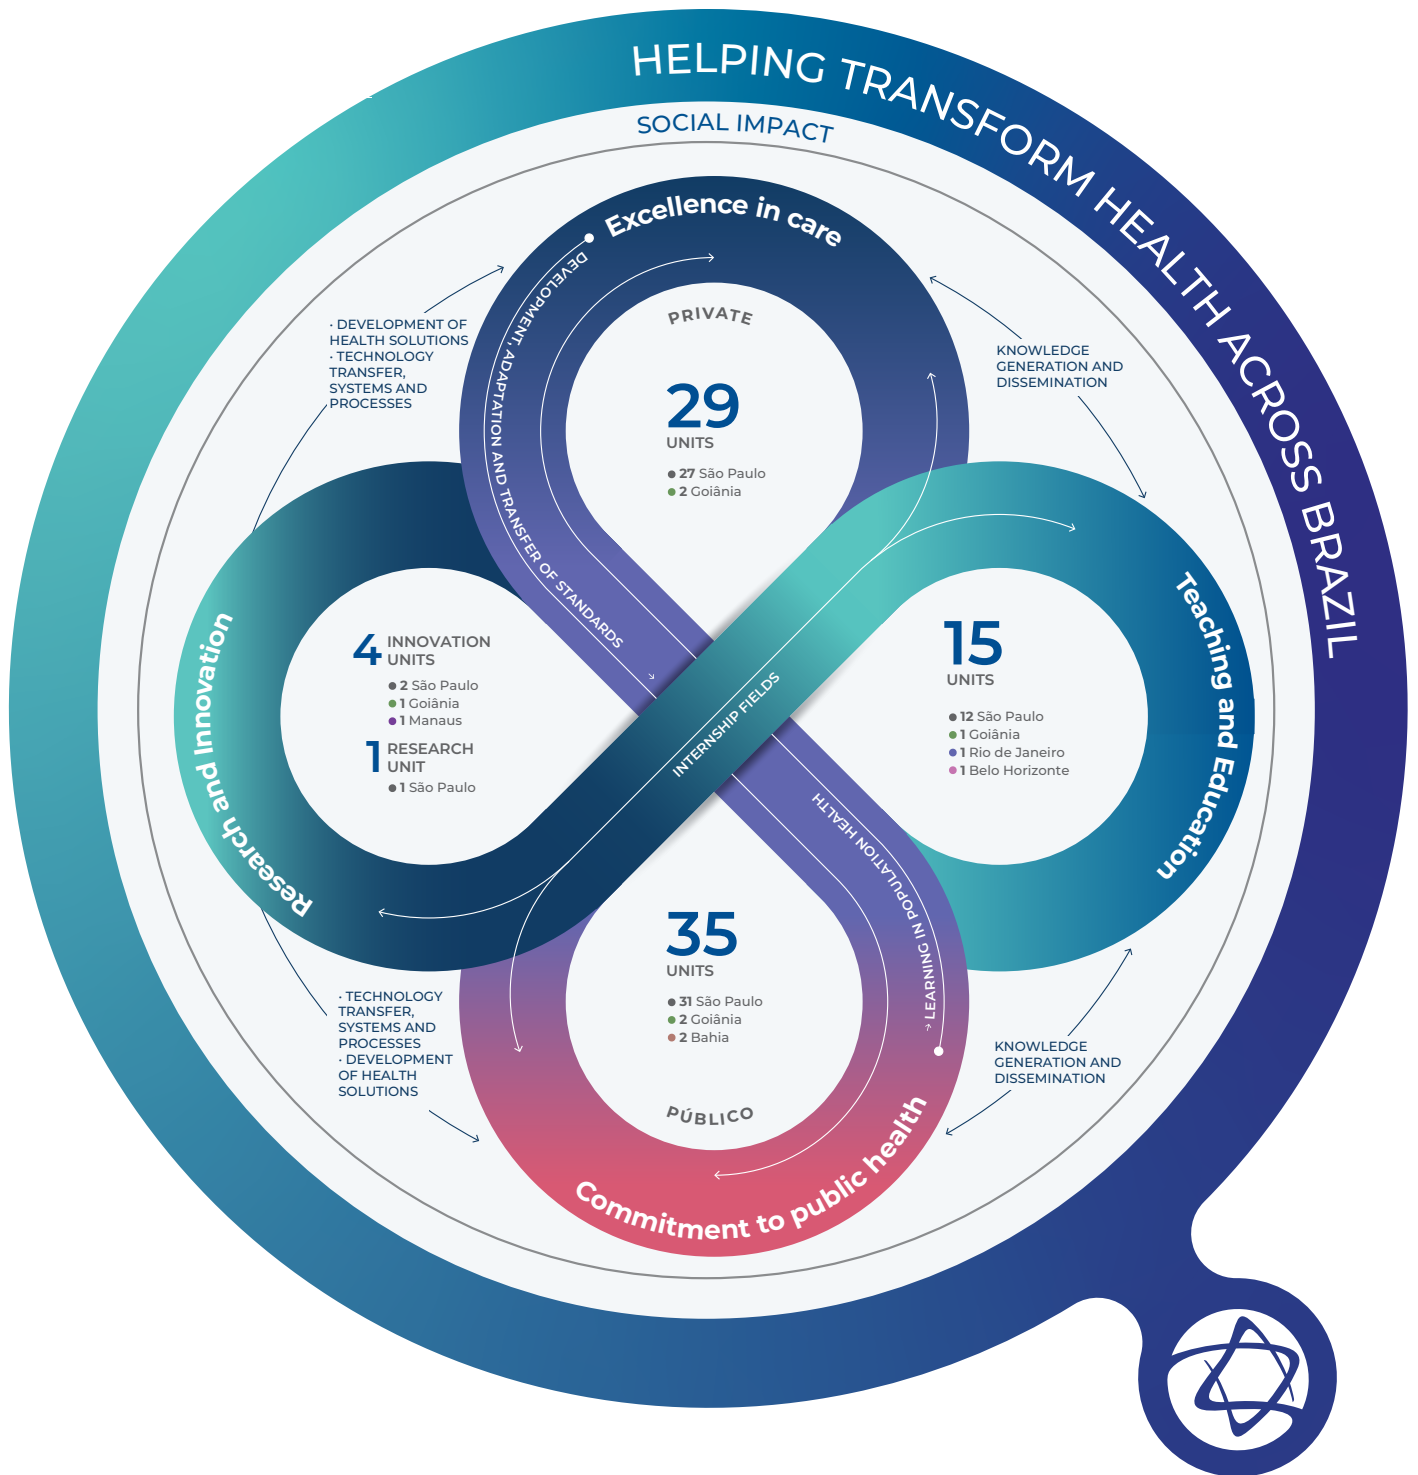 HELPING TRANSFORM HEALTH ACROSS BRAZIL
SOCIAL IMPACT
Excellence in care
DEVELOPMENT, ADAPTATION AND TRANSFER OF STANDARDS
PRIVATE
29
UNITS
27 São Paulo
2 Goiânia
· DEVELOPMENT OF
HEALTH SOLUTIONS
· TECHNOLOGY
TRANSFER,
SYSTEMS AND
PROCESSES
KNOWLEDGE
GENERATION AND
DISSEMINATION
Research and Innovation
4 INNOVATION
UNITS
2 São Paulo
1 Goiânia
1 Manaus
1 RESEARCH
UNIT
1 São Paulo
INTERNSHIP FIELDS
Teaching and Education
15
UNITS
12 São Paulo
1 Goiânia
1 Rio de Janeiro
1 Belo Horizonte
LEARNING IN POPULATION HEALTH
35
UNITS
31 São Paulo
2 Goiânia
2 Bahia
PÚBLICO
Commitment to public health
· TECHNOLOGY
TRANSFER,
SYSTEMS AND
PROCESSES
· DEVELOPMENT
OF HEALTH
SOLUTIONS
KNOWLEDGE
GENERATION AND
DISSEMINATION